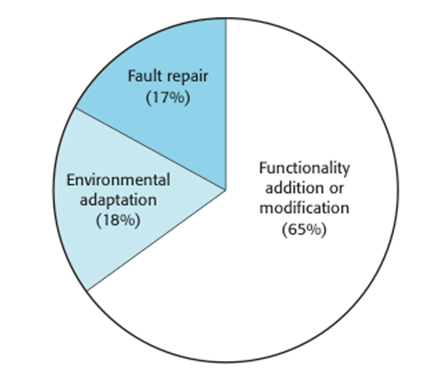 Fault repair
(17%)
Environmental
adaptation
(18%)
Functionality
addition or
modification
(65%)